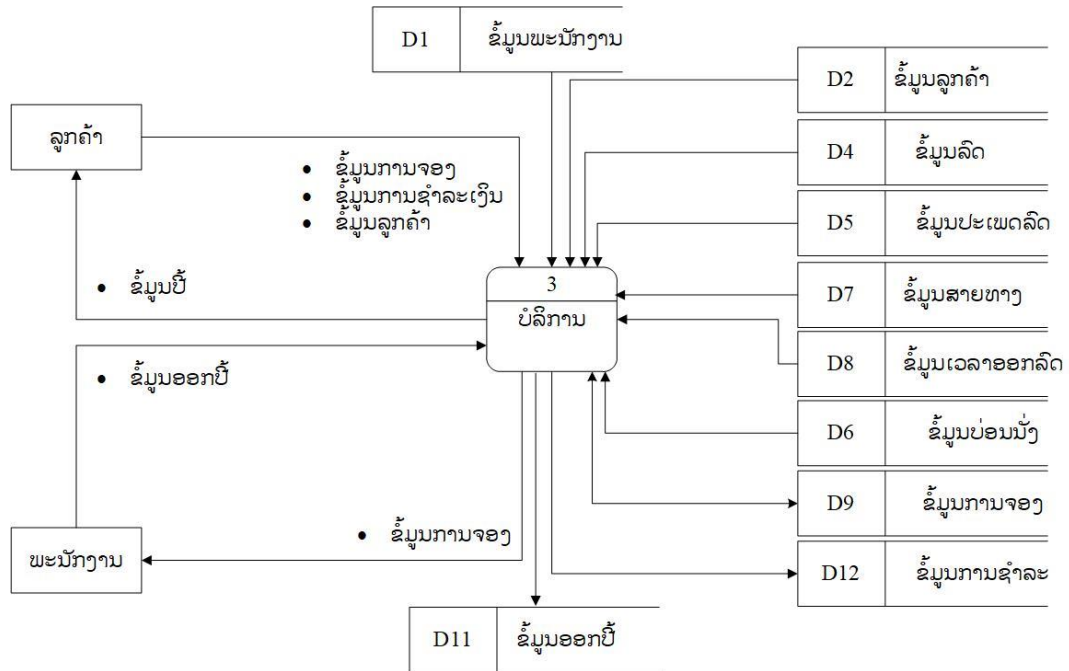 D1 ຂໍ້ມູນພະນັກງານ
D2 ຂໍ້ມູນລູກຄ້າ
ລູກຄ້າ
D4 ຂໍ້ມູນລົດ
• ຂໍ້ມູນການຈອງ
• ຂໍ້ມູນການຊຳລະເງິນ
• ຂໍ້ມູນລູກຄ້າ
D5 ຂໍ້ມູນປະເພດລົດ
• ຂໍ້ມູນປີ້
3
ບໍລິການ
D7 ຂໍ້ມູນສາຍທາງ
• ຂໍ້ມູນອອກປີ້
D8 ຂໍ້ມູນເວລາອອກລົດ
D6 ຂໍ້ມູນບ່ອນນັ່ງ
D9 ຂໍ້ມູນການຈອງ
• ຂໍ້ມູນການຈອງ
ພະນັກງານ
D12 ຂໍ້ມູນການຊຳລະ
D11 ຂໍ້ມູນອອກປີ້